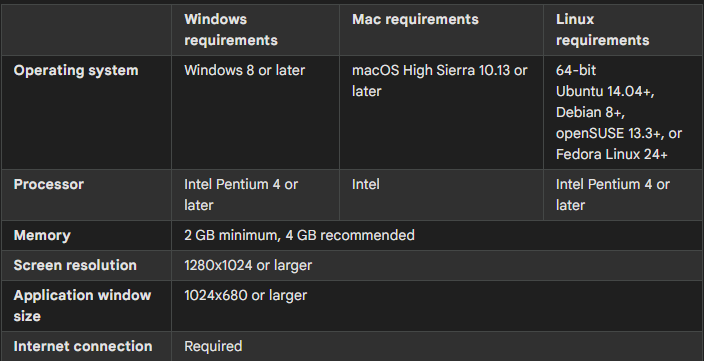 Windows requirements
Mac requirements
Linux requirements
Operating system
Windows 8 or later
macOS High Sierra 10.13 or
later
64-bit
Ubuntu 14.04+,
Debian 8+,
openSUSE 13.3+, or
Fedora Linux 24+
Processor
Intel Pentium 4 or
later
Intel
Intel Pentium 4 or
later
Memory
2 GB minimum, 4 GB recommended
Screen resolution
1280x1024 or larger
Application window
size
1024x680 or larger
Internet connection
Required